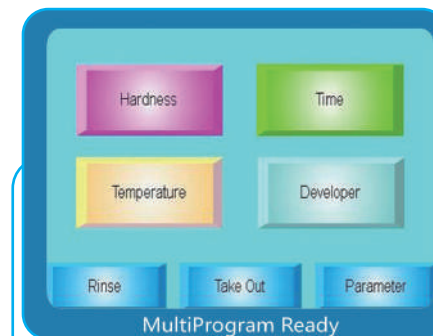 Hardness Time
Temperature Developer
Rinse Take Out Parameter
MultiProgram Ready